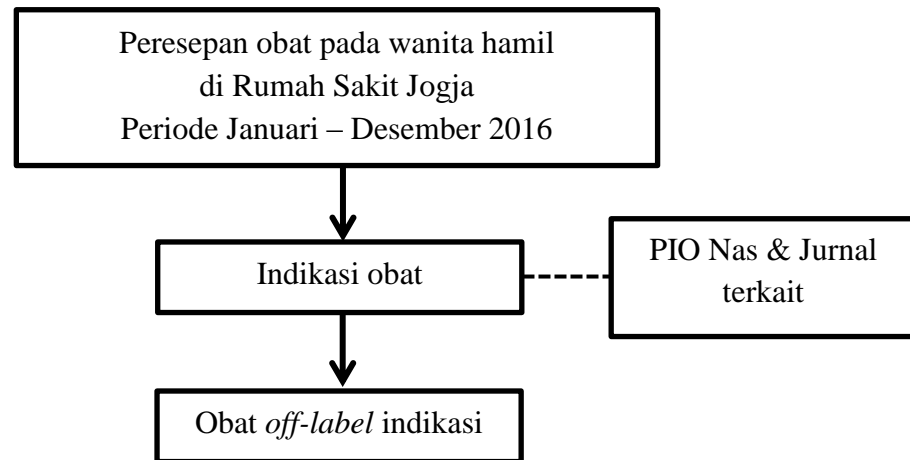 Peresepan obat pada wanita hamil
di Rumah Sakit Jogja
Periode Januari – Desember 2016
Indikasi obat
PIO Nas & Jurnal
terkait
Obat off-label indikasi